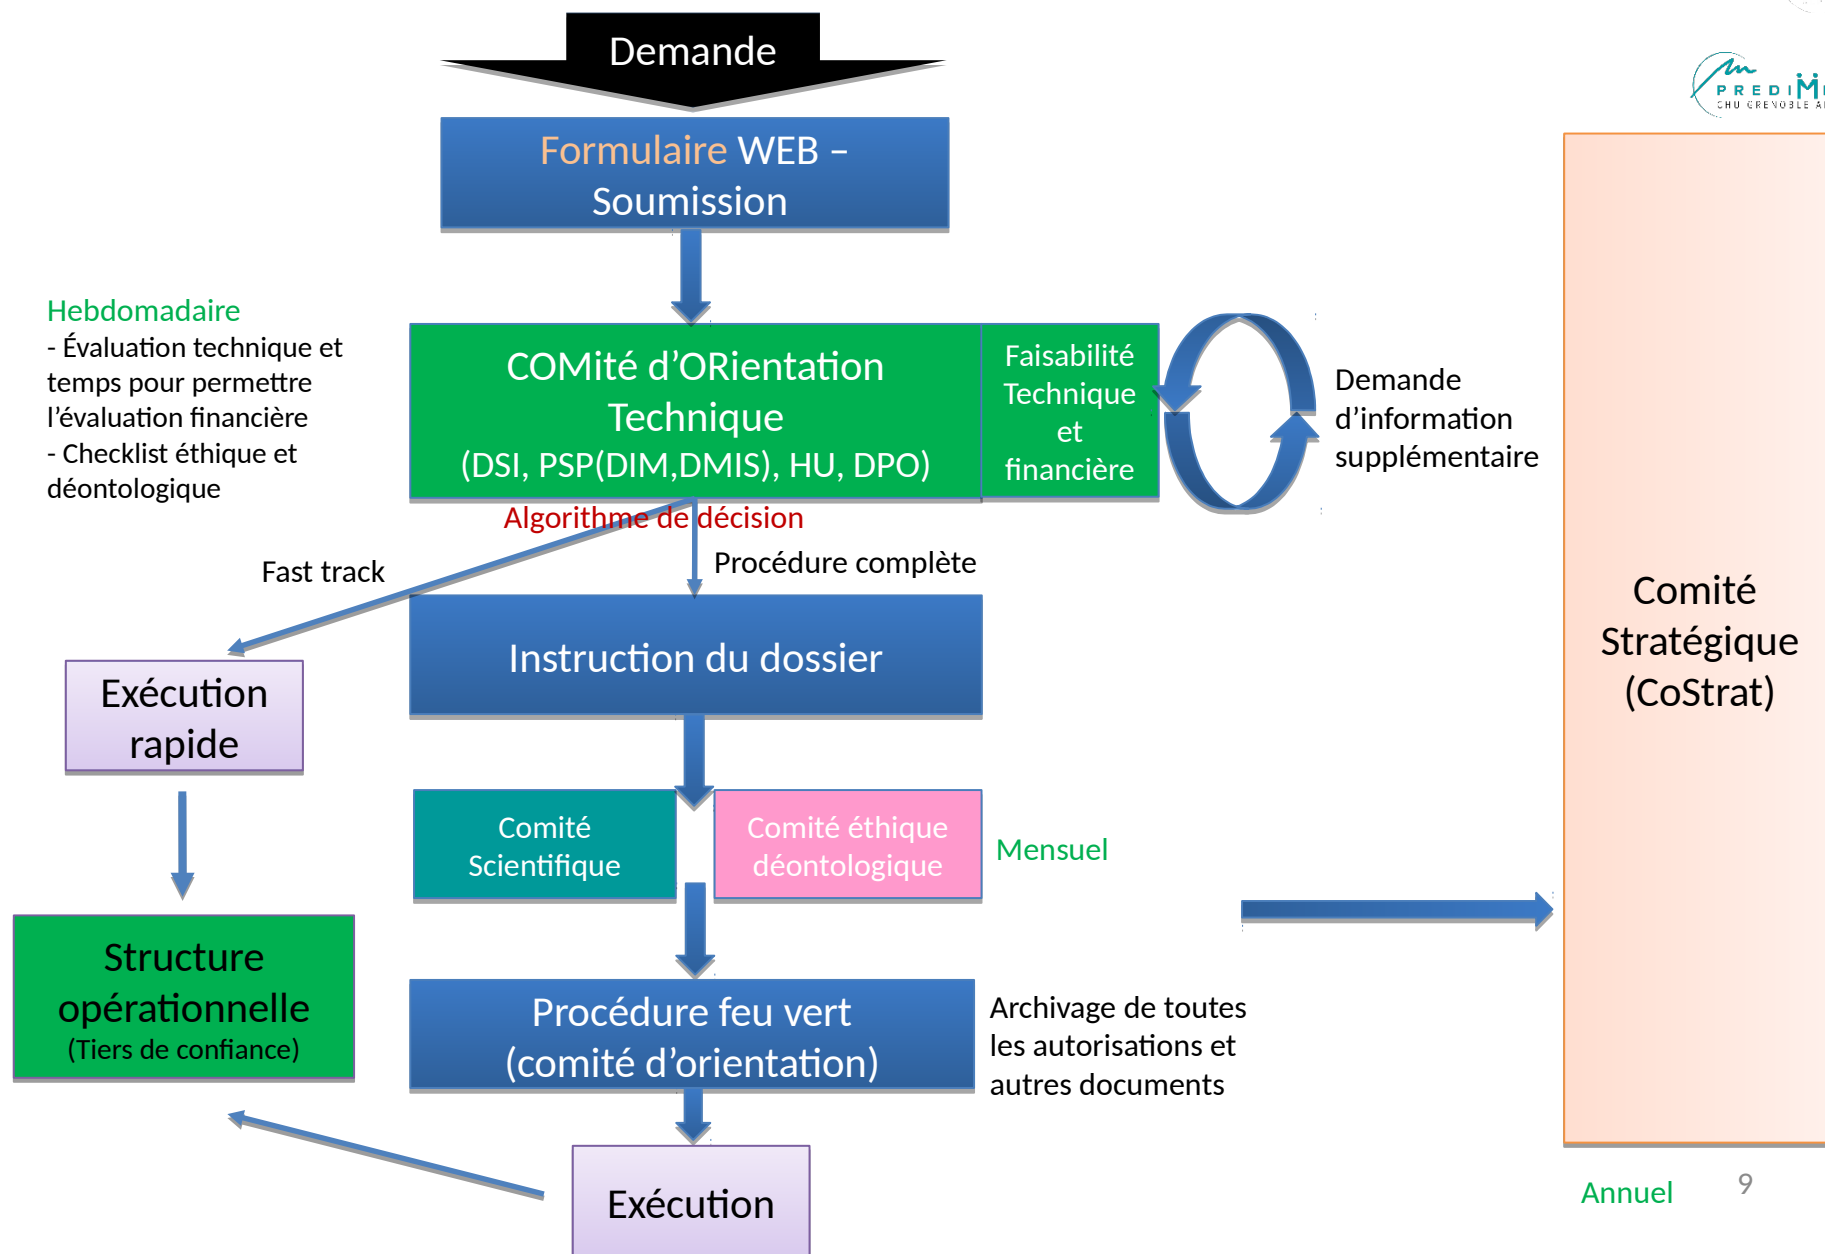 Demande
PREDIM
CHU GRENOBLE A
Formulaire WEB –
Soumission
Hebdomadaire
- Évaluation technique et
temps pour permettre
l’évaluation financière
- Checklist éthique et
déontologique
COMité d’ORientation
Technique
(DSI, PSP(DIM,DMIS), HU, DPO)
Faisabilité
Technique
et
financière
Demande
d’information
supplémentaire
Algorithme de décision
Fast track
Procédure complète
Instruction du dossier
Exécution
rapide
Comité
Scientifique
Comité éthique
déontologique
Mensuel
Comité
Stratégique
(CoStrat)
Structure
opérationnelle
(Tiers de confiance)
Procédure feu vert
(comité d’orientation)
Archivage de toutes
les autorisations et
autres documents
Exécution
Annuel
9